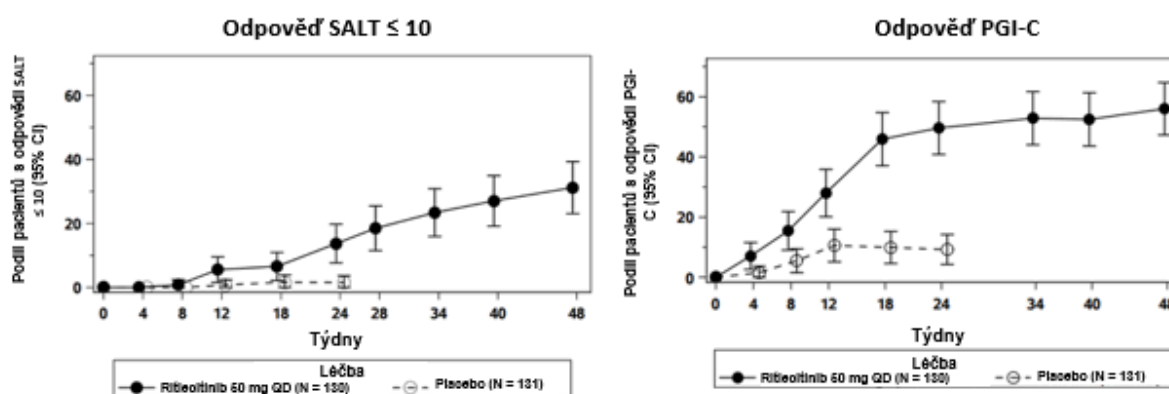 Odpověď SALT ≤ 10
Podíl pacientů s odpovědí SALT
≤ 10 (95% CI)
60
40
20
0
0 4 8 12 18 24 28 34 40 48
Týdny
Léčba
Ritlecitinib 50 mg QD (N = 130) Placebo (N = 131)
Odpověď PGI-C
Podíl pacientů s odpovědí PGI-
C (95% CI)
60
40
20
0
0 4 8 12 18 24 34 40 48
Týdny
Léčba
Ritlecitinib 50 mg QD (N = 130) Placebo (N = 131)